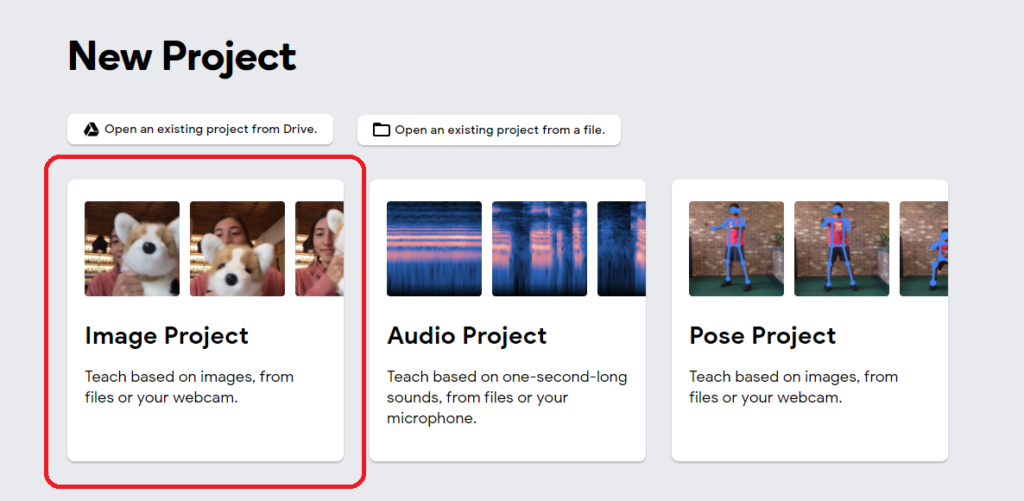 New Project
Open an existing project from Drive.
Open an existing project from a file.
Image Project
Teach based on images, from
files or your webcam.
Audio Project
Teach based on one-second-long
sounds, from files or your
microphone.
Pose Project
Teach based on images, from
files or your webcam.